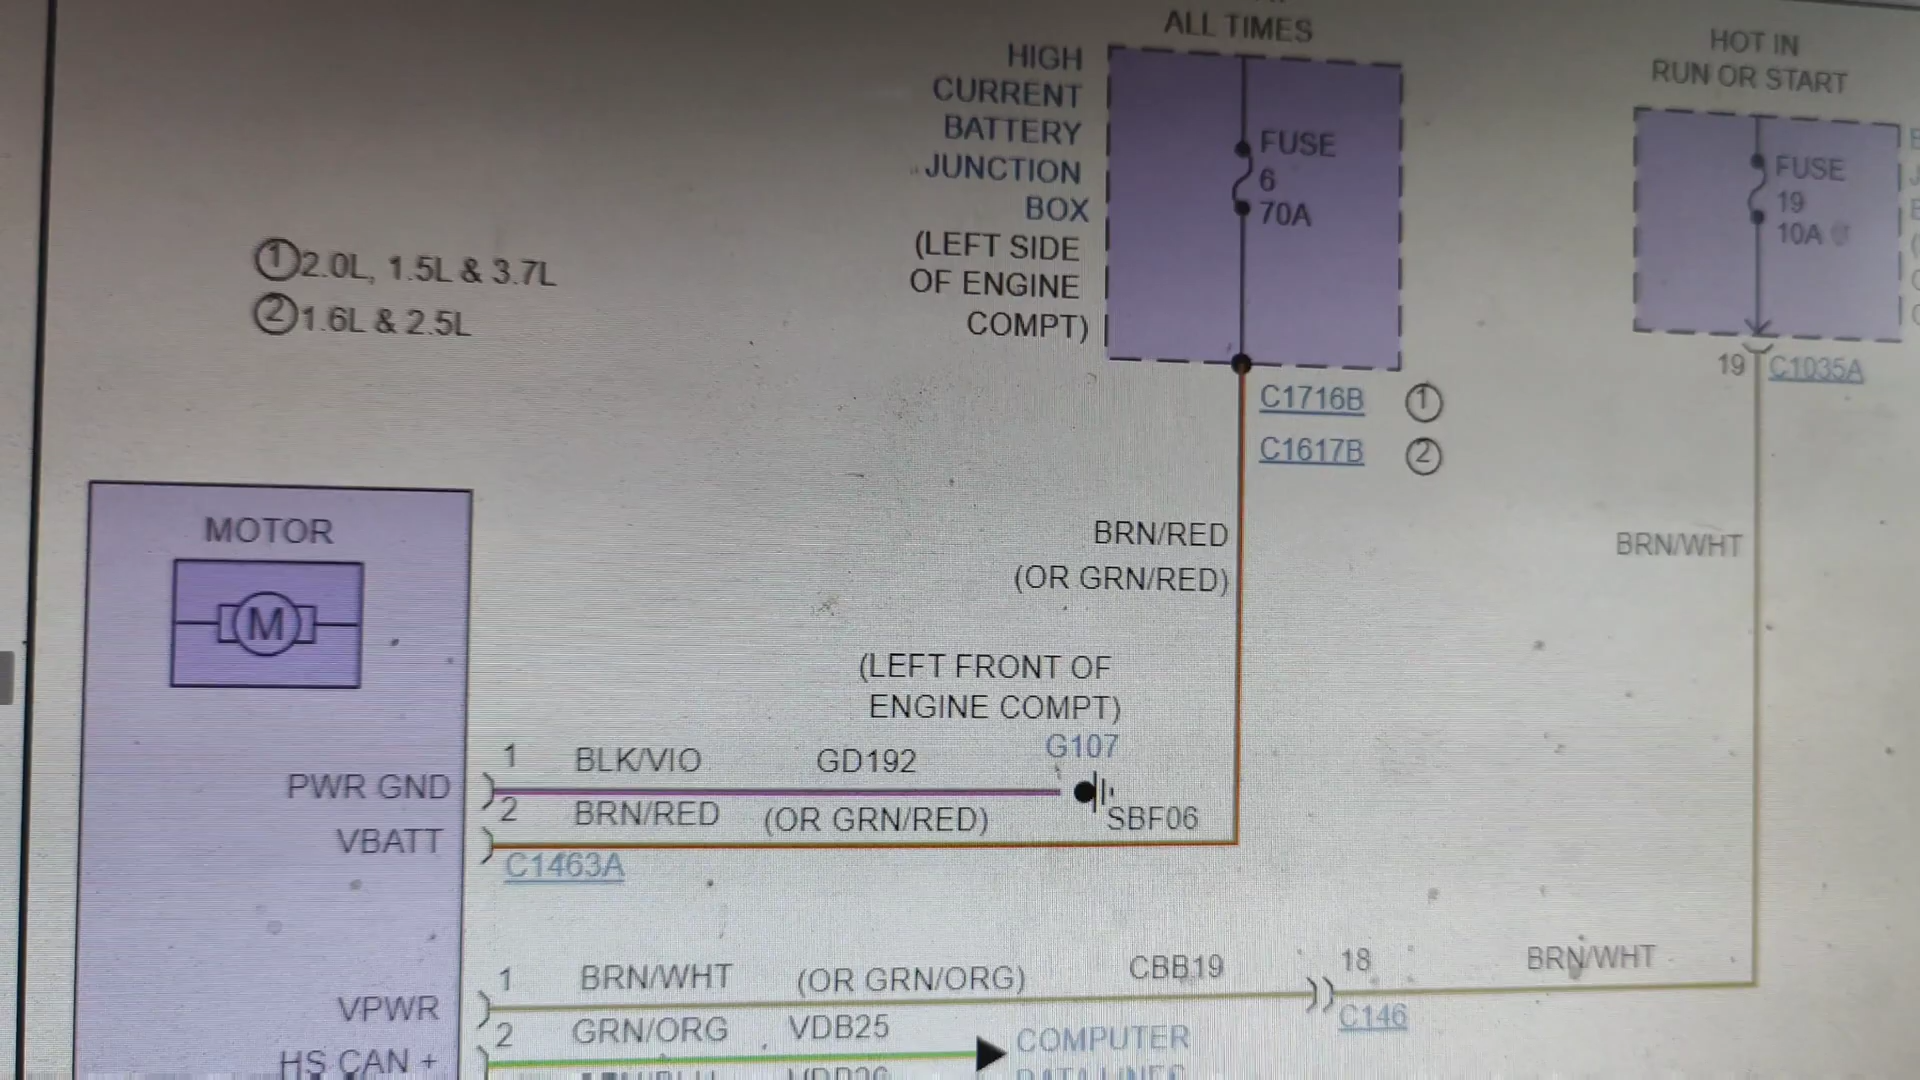 ALL TIMES
HIGH
CURRENT
BATTERY
JUNCTION
BOX
(LEFT SIDE
OF ENGINE
COMPT)
FUSE
6
70A
HOT IN
RUN OR START
FUSE
19
10A
19 C1035A
① 2.0L, 1.5L & 3.7L
② 1.6L & 2.5L
C1716B ①
C1617B ②
BRN/RED
(OR GRN/RED)
BRN/WHT
MOTOR
M
(LEFT FRONT OF
ENGINE COMPT)
G107
PWR GND 1 BLK/VIO GD192
VBATT 2 BRN/RED (OR GRN/RED) SBF06
C1463A
VPWR 1 BRN/WHT (OR GRN/ORG) CBB19 18 BRN/WHT
C146
HS CAN + 2 GRN/ORG VDB25 COMPUTER